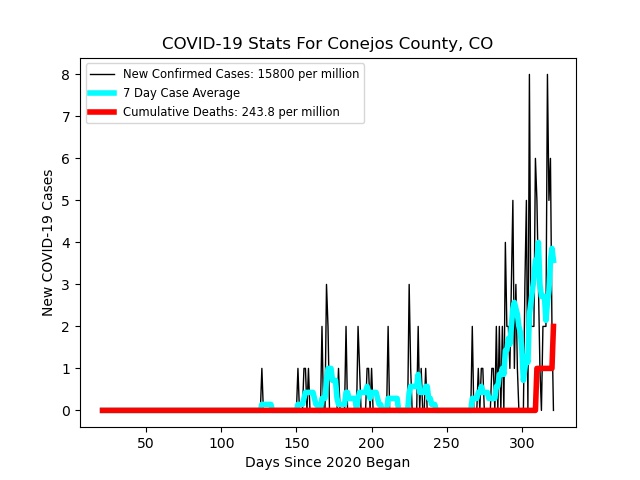 COVID-19 Stats For Conejos County, CO
New Confirmed Cases: 15800 per million
7 Day Case Average
Cumulative Deaths: 243.8 per million
8
7
6
5
4
3
2
1
0
New COVID-19 Cases
50 100 150 200 250 300
Days Since 2020 Began